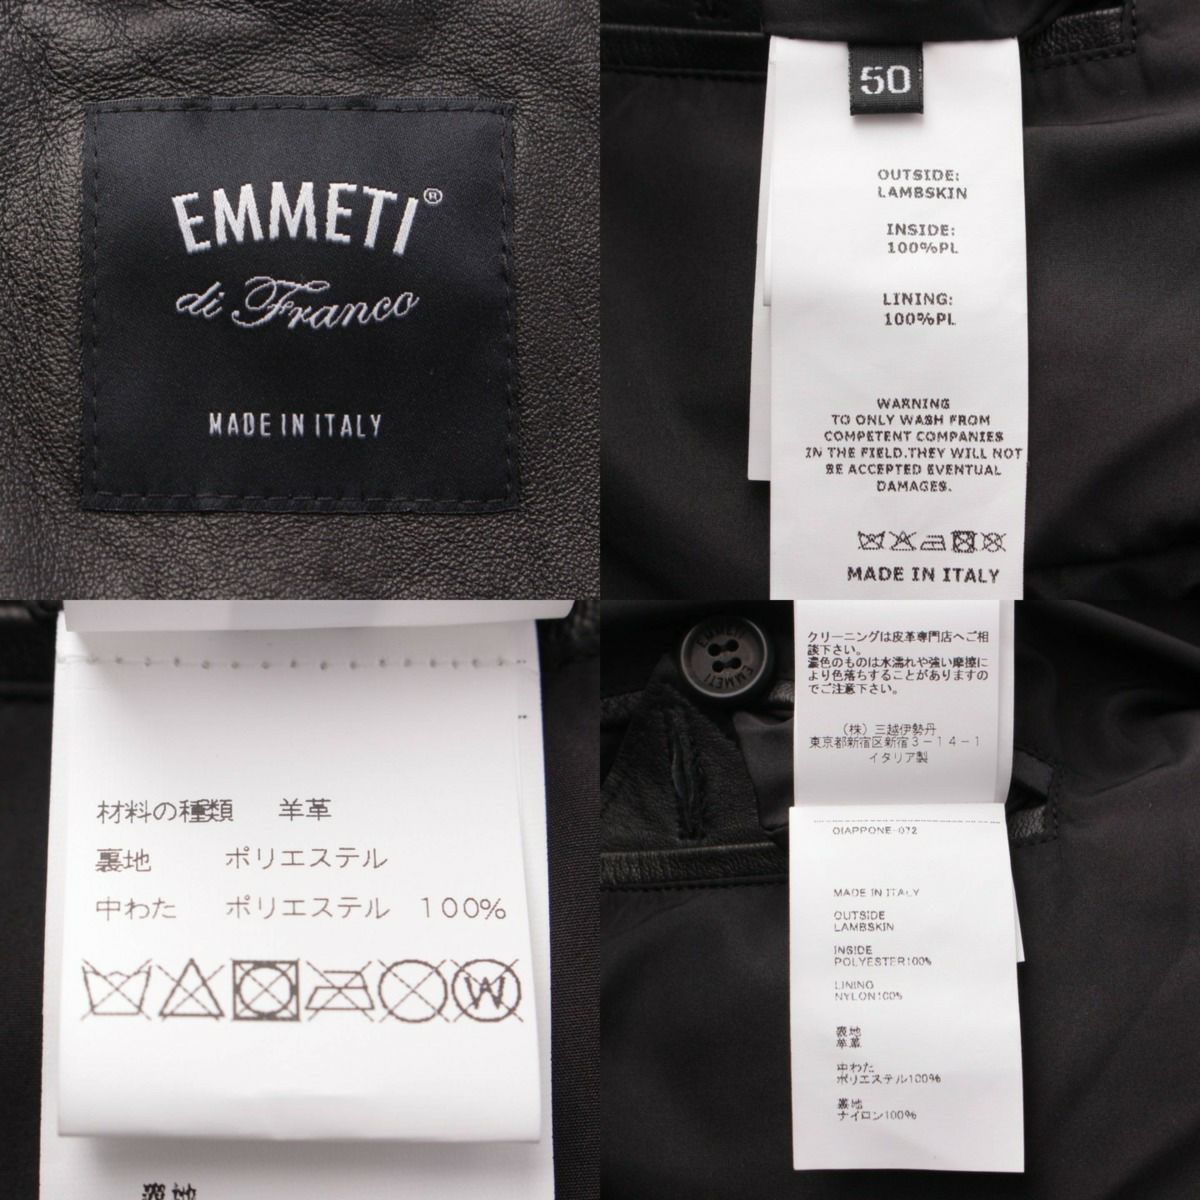 EMMETI®
di Franco
MADE IN ITALY
50
OUTSIDE:
LAMBSKIN
INSIDE:
100%PL
LINING:
100%PL
WARNING
TO ONLY WASH FROM
COMPETENT COMPANIES
IN THE FIELD.THEY WILL NOT
BE ACCEPTED EVENTUAL
DAMAGES.
MADE IN ITALY
材料の種類 羊革
裏地 ポリエステル
中わた ポリエステル 100%
W
裏地
EMMETI
EMMETI
クリーニングは皮革専門店へご相
談下さい。
濃色のものは水濡れや強い摩擦に
より色落ちすることがありますの
でご注意下さい。
(株)三越伊勢丹
東京都新宿区新宿3-14-1
イタリア製
GIAPPONE-072
MADE IN ITALY
OUTSIDE
LAMBSKIN
INSIDE
POLYESTER100%
LINING
NYLON100%
表地
羊革
中わた
ポリエステル100%
裏地
ナイロン100%